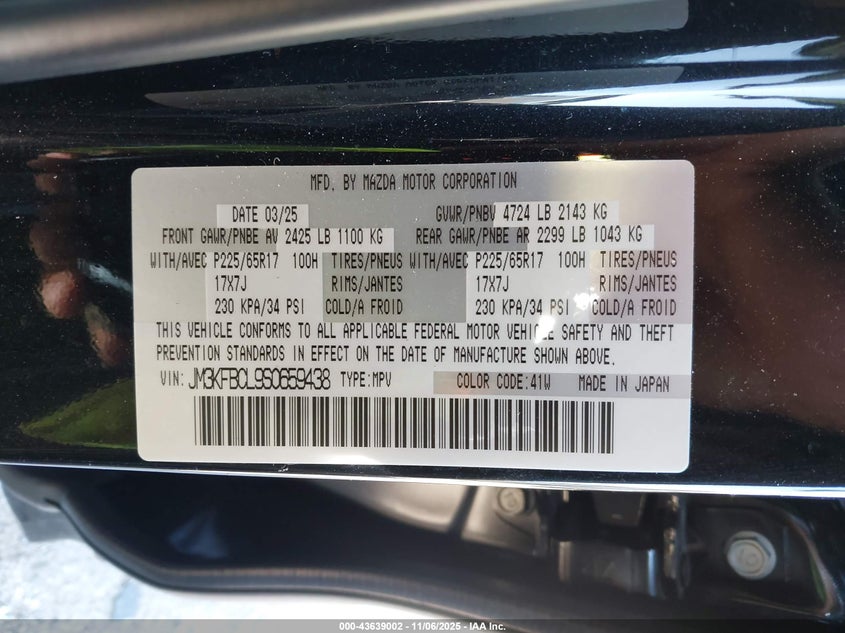 MFD. BY MAZDA MOTOR CORPORATION
MFD. BY MAZDA MOTOR CORPORATION
DATE 03/25 GVWR/PNBV 4724 LB 2143 KG
FRONT GAWR/PNBE AV 2425 LB 1100 KG REAR GAWR/PNBE AR 2299 LB 1043 KG
WITH/AVEC P225/65R17 100H TIRES/PNEUS WITH/AVEC P225/65R17 100H TIRES/PNEUS
17X7J RIMS/JANTES 17X7J RIMS/JANTES
230 KPA/34 PSI COLD/A FROID 230 KPA/34 PSI COLD/A FROID
THIS VEHICLE CONFORMS TO ALL APPLICABLE FEDERAL MOTOR VEHICLE SAFETY AND THEFT
PREVENTION STANDARDS IN EFFECT ON THE DATE OF MANUFACTURE SHOWN ABOVE.
VIN: JM3KFBCL9S0659438 TYPE:MPV COLOR CODE:41W MADE IN JAPAN
000-43639002 - 11/06/2025 - IAA Inc.